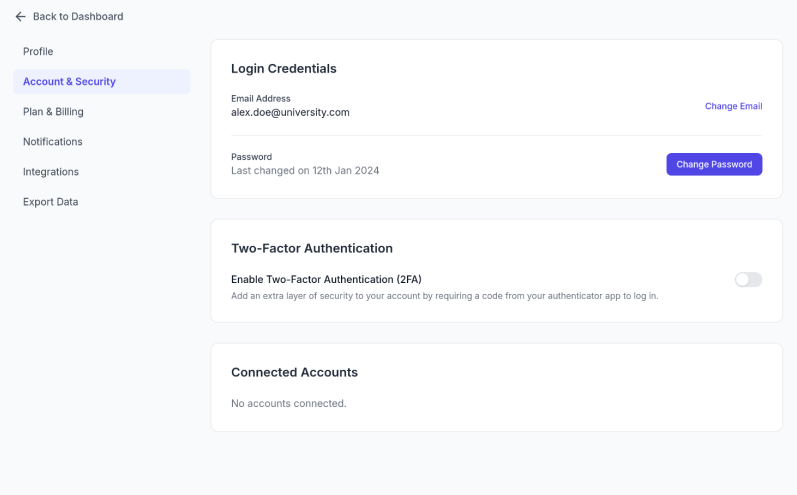 Back to Dashboard
Profile
Account & Security
Plan & Billing
Notifications
Integrations
Export Data
Login Credentials
Email Address
alex.doe@university.com
Change Email
Password
Last changed on 12th Jan 2024
Change Password
Two-Factor Authentication
Enable Two-Factor Authentication (2FA)
Add an extra layer of security to your account by requiring a code from your authenticator app to log in.
Connected Accounts
No accounts connected.